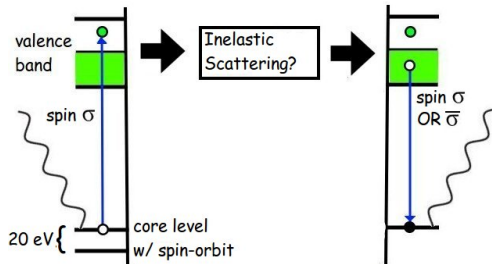 valence
band
spin σ
20 eV {
core level
w/ spin-orbit
Inelastic
Scattering?
spin σ
OR σ̅